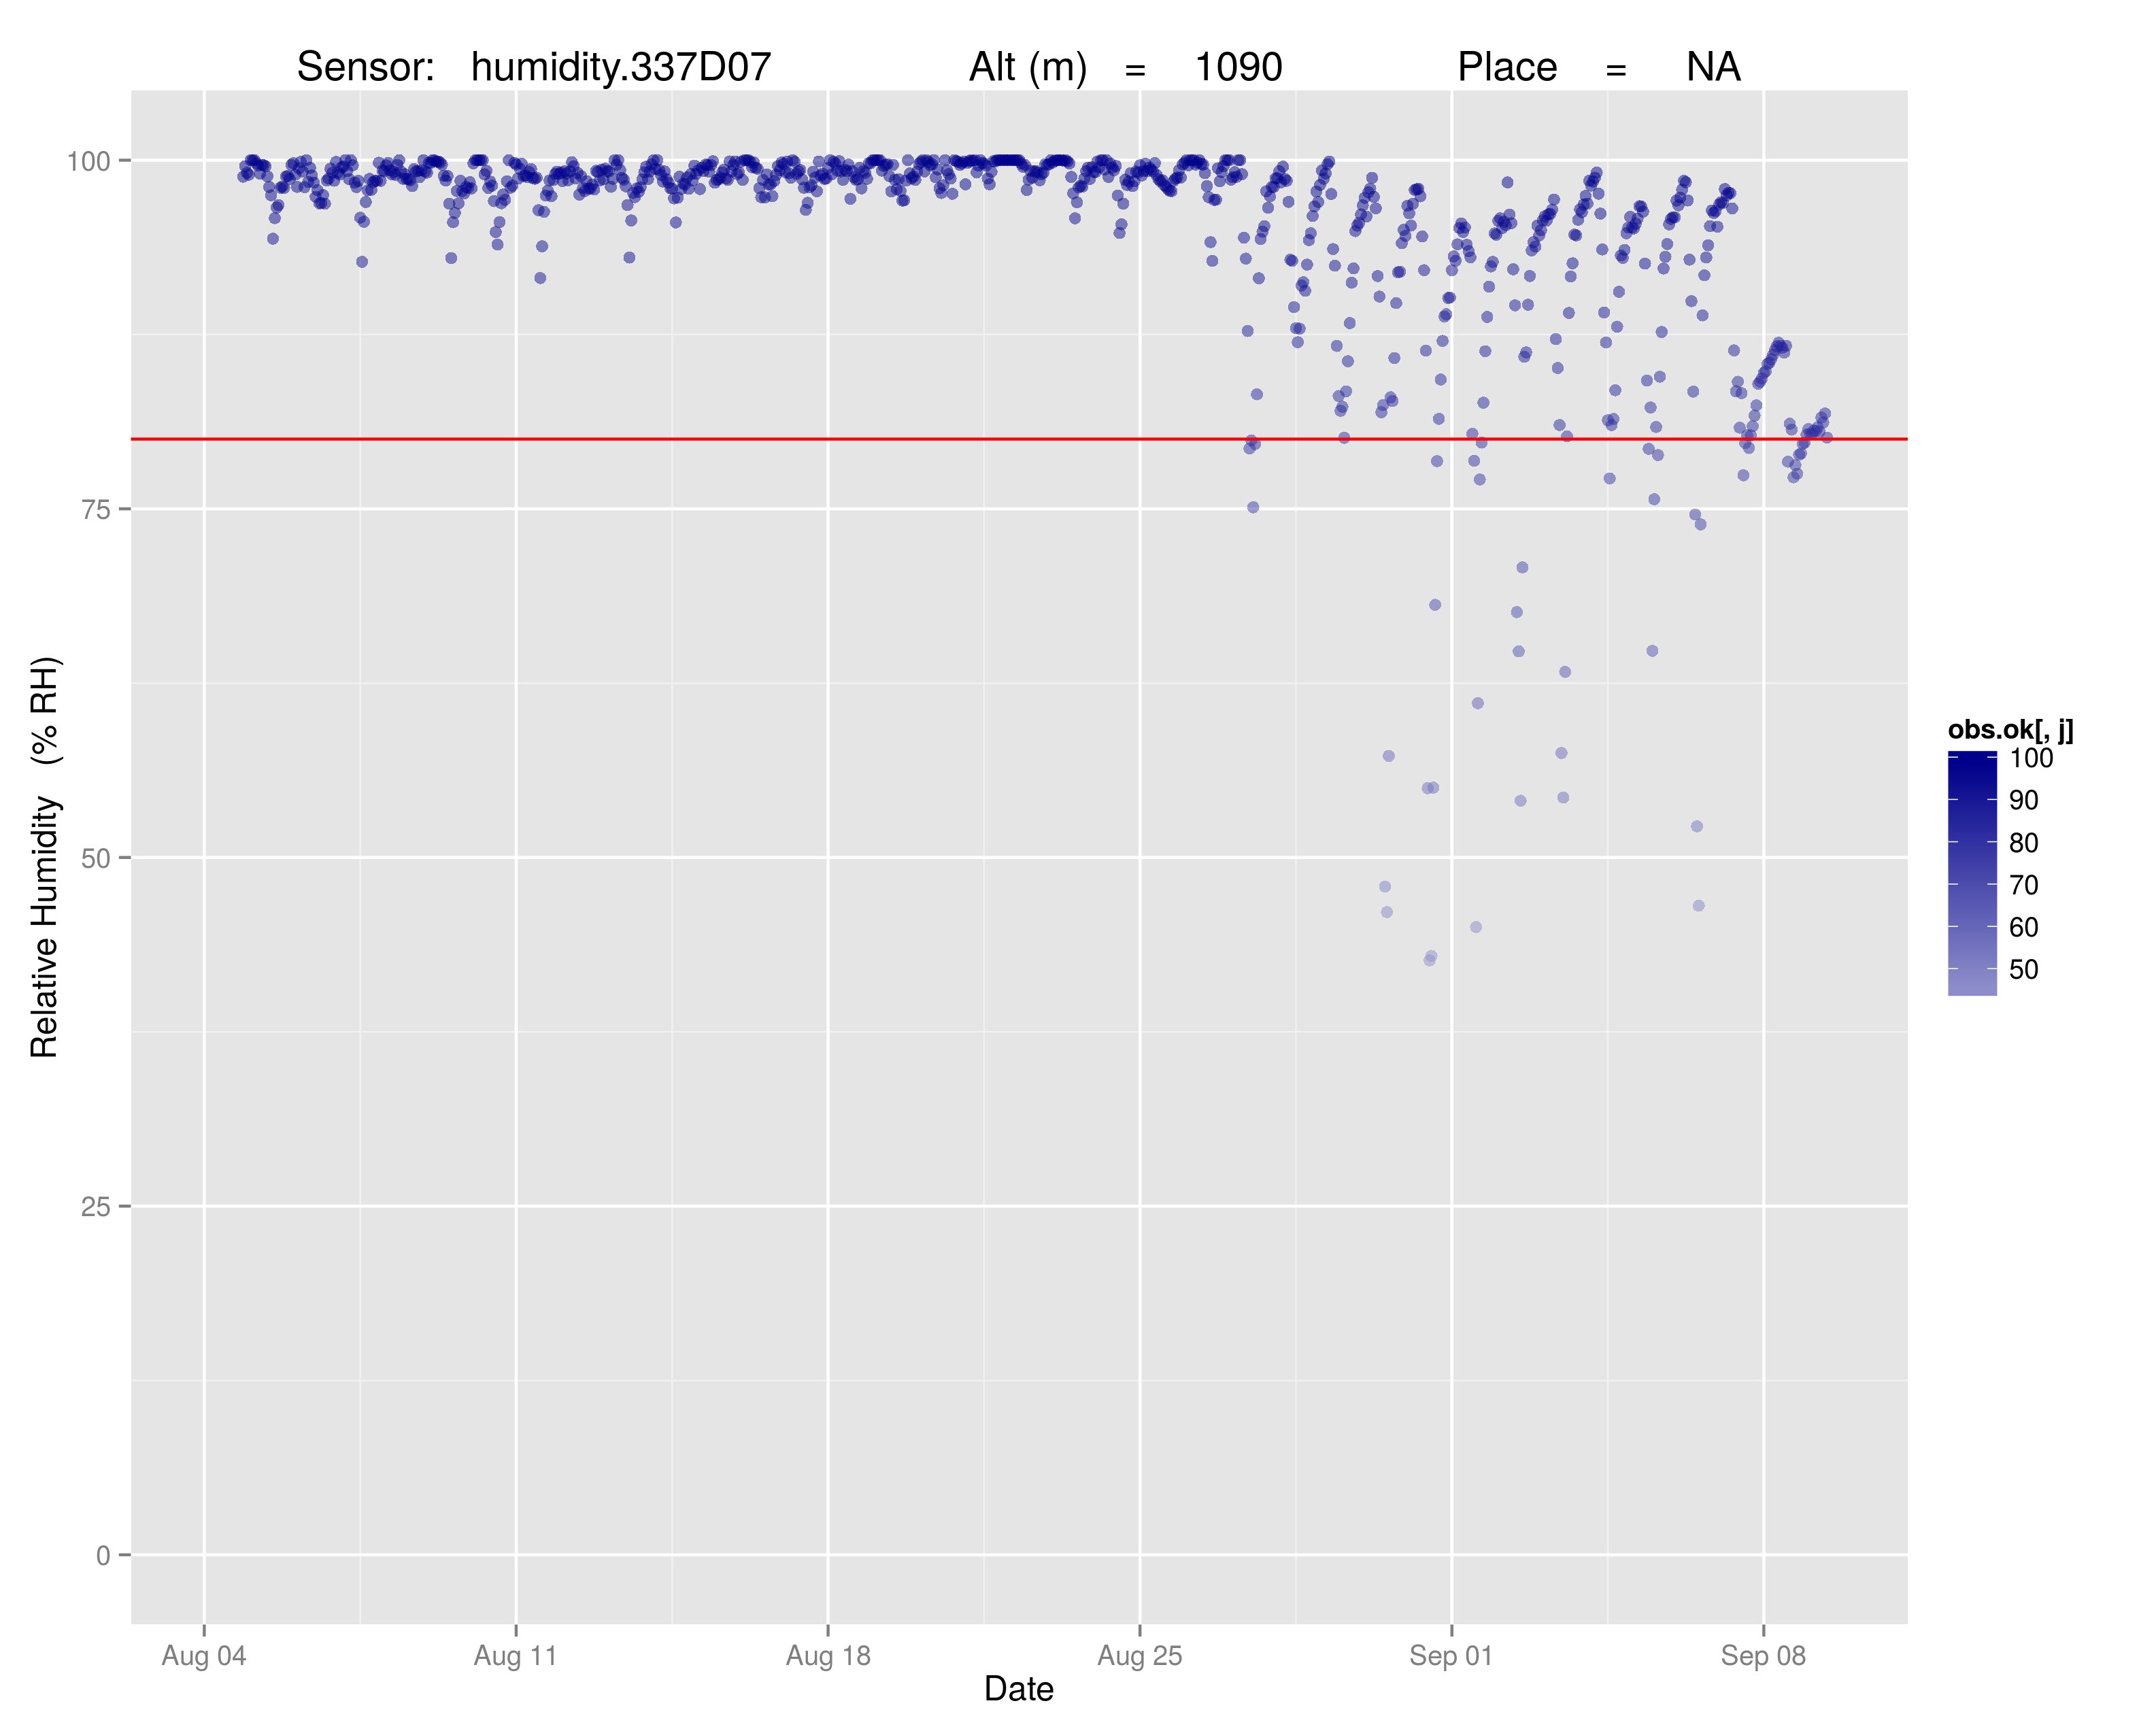 Sensor: humidity.337D07 Alt (m) = 1090 Place = NA
100
75
50
25
0
Relative Humidity (% RH)
Aug 04 Aug 11 Aug 18 Aug 25 Sep 01 Sep 08
Date
obs.ok[, j]
100
90
80
70
60
50